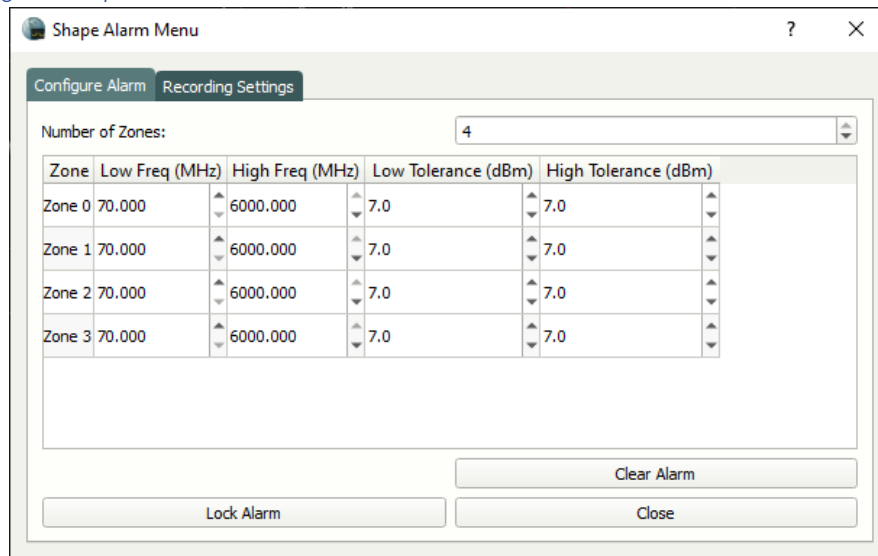 Shape Alarm Menu ?
Configure Alarm Recording Settings
Number of Zones: 4
Zone Low Freq (MHz) High Freq (MHz) Low Tolerance (dBm) High Tolerance (dBm)
Zone 0 70.000 6000.000 7.0 7.0
Zone 1 70.000 6000.000 7.0 7.0
Zone 2 70.000 6000.000 7.0 7.0
Zone 3 70.000 6000.000 7.0 7.0
Clear Alarm
Lock Alarm Close